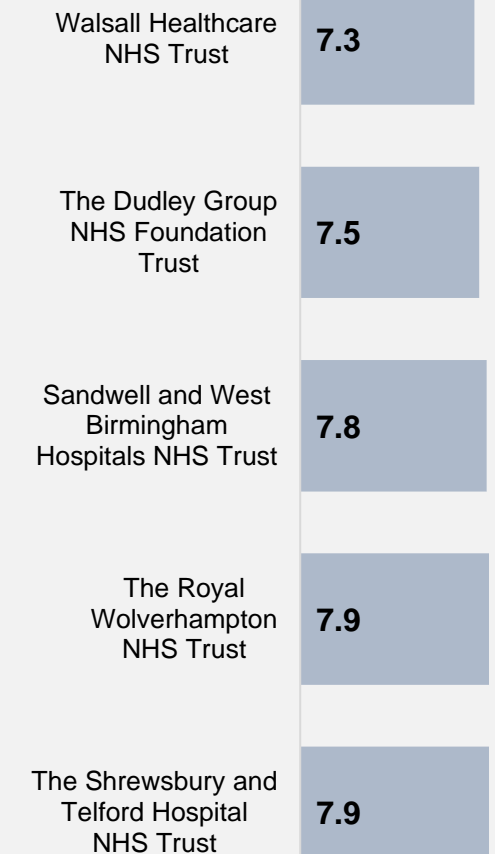 Walsall Healthcare
NHS Trust
7.3
The Dudley Group
NHS Foundation
Trust
7.5
Sandwell and West
Birmingham
Hospitals NHS Trust
7.8
The Royal
Wolverhampton
NHS Trust
7.9
The Shrewsbury and
Telford Hospital
NHS Trust
7.9